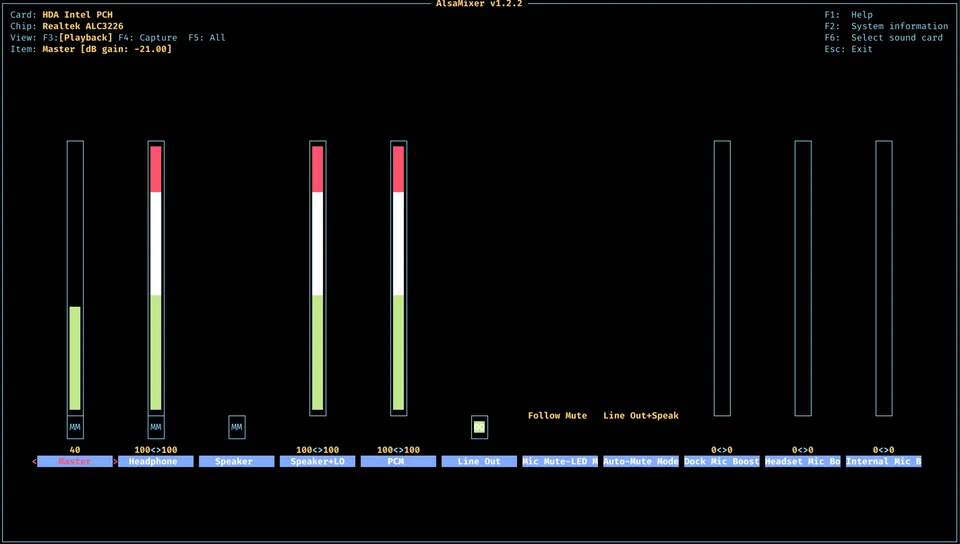 AlsaMixer v1.2.2
Card: HDA Intel PCH F1: Help
Chip: Realtek ALC3226 F2: System information
View: F3:[Playback] F4: Capture F5: All F6: Select sound card
Item: Master [dB gain: -21.00] Esc: Exit
Follow Mute Line Out+Speak
MM MM MM OO
40 100<>100 100<>100 100<>100 0<>0 0<>0 0<>0
< Master > Headphone Speaker Speaker+LO PCM Line Out Mic Mute-LED M Auto-Mute Mode Dock Mic Boost Headset Mic Bo Internal Mic B